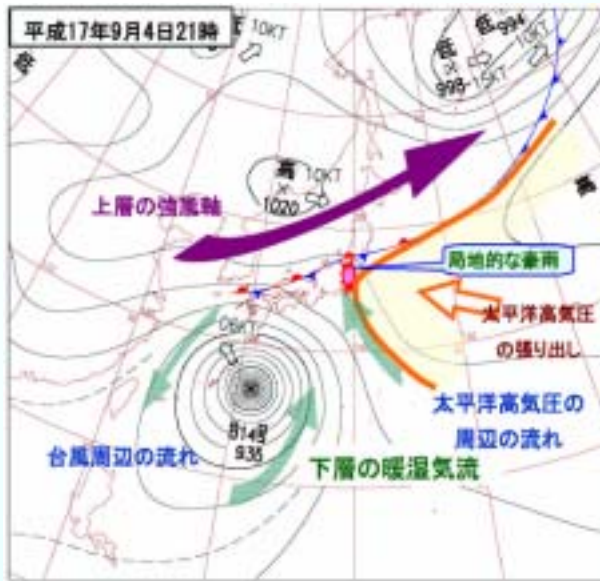 平成17年9月4日21時
10KT
低
994
低
低
10KT
998
15KT
高
10KT
1020
高
上層の強風軸
局地的な豪雨
太平洋高気圧
の張り出し
08KT
太平洋高気圧の
周辺の流れ
台風周辺の流れ
935
下層の暖湿気流